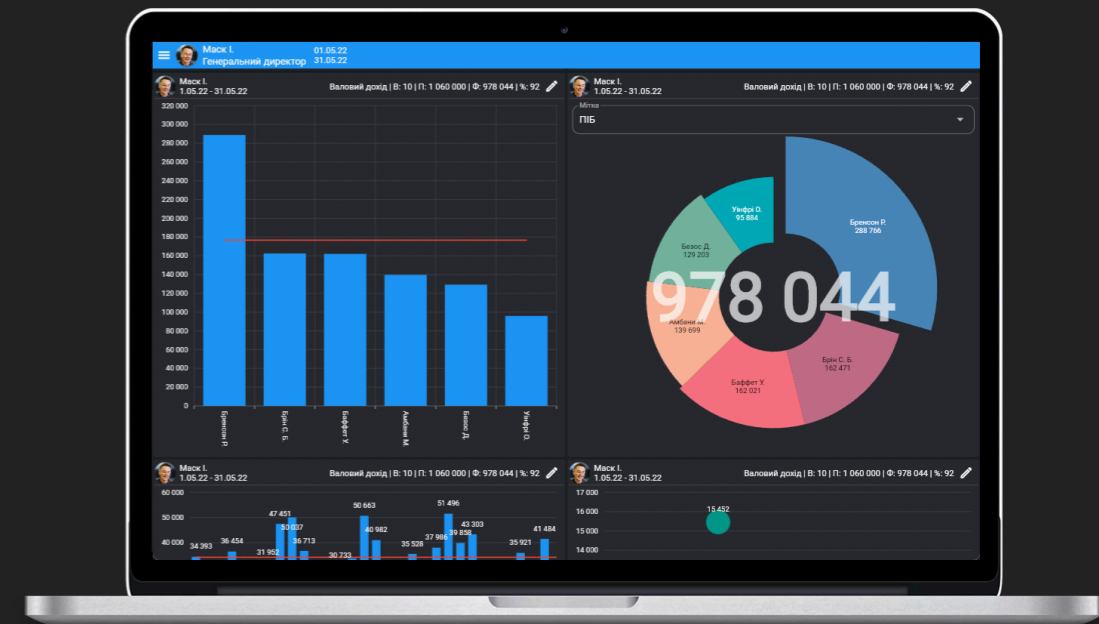 Маск І.
Генеральний директор
01.05.22
31.05.22
Маск І.
1.05.22 - 31.05.22
Валовий дохід | В: 10 | П: 1 060 000 | Ф: 978 044 | %: 92
320 000
300 000
280 000
260 000
240 000
220 000
200 000
180 000
160 000
140 000
120 000
100 000
80 000
60 000
40 000
20 000
0
Бренсон Р.
Брін С. Б.
Баффет У.
Амбани М.
Безос Д.
Уінфрі О.
Маск І.
1.05.22 - 31.05.22
Валовий дохід | В: 10 | П: 1 060 000 | Ф: 978 044 | %: 92
Мітка
ПІБ
Уінфрі О.
95 884
Бренсон Р.
288 766
Безос Д.
129 203
978 044
Амбани М.
139 699
Брін С. Б.
162 471
Баффет У.
162 021
Маск І.
1.05.22 - 31.05.22
Валовий дохід | В: 10 | П: 1 060 000 | Ф: 978 044 | %: 92
60 000
50 000
40 000
34 393
36 454
31 952
47 451
50 037
36 713
30 733
50 663
40 982
35 528
37 986
51 496
39 858
43 303
35 921
41 484
Маск І.
1.05.22 - 31.05.22
Валовий дохід | В: 10 | П: 1 060 000 | Ф: 978 044 | %: 92
17 000
16 000
15 000
14 000
15 452